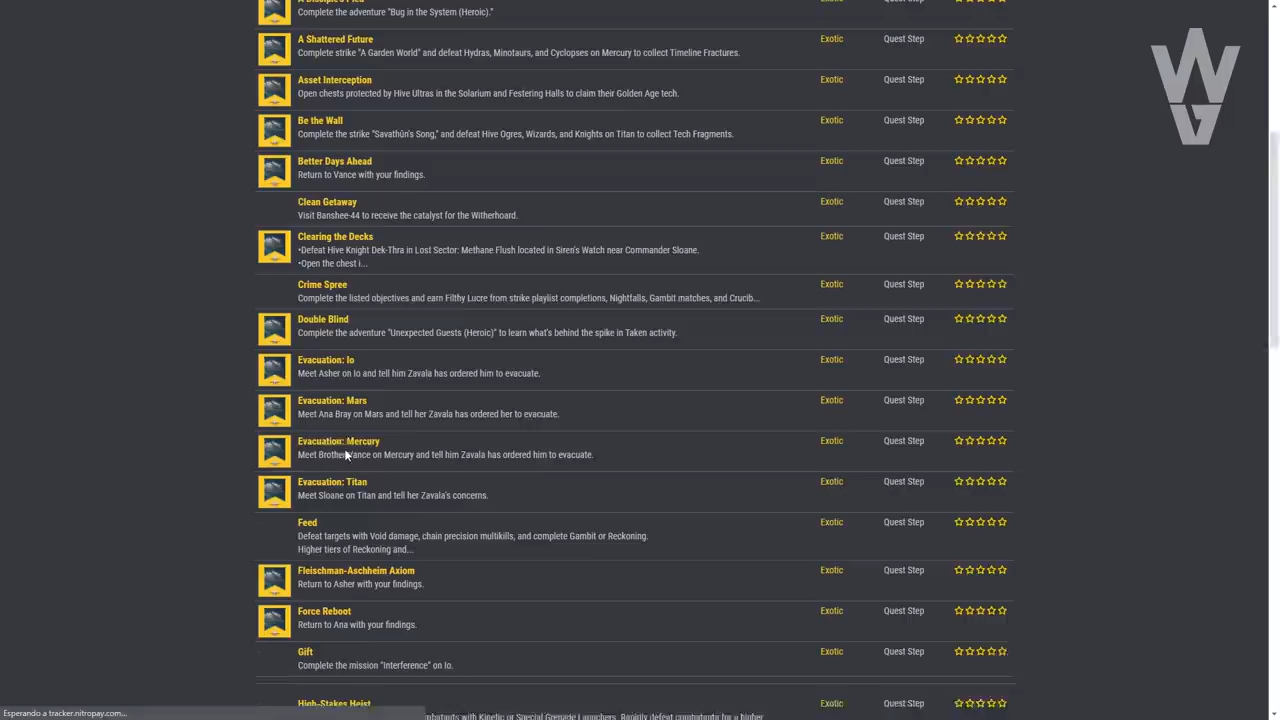 Complete the adventure "Bug in the System (Heroic)."
A Shattered Future
Exotic
Quest Step
Complete strike "A Garden World" and defeat Hydras, Minotaurs, and Cyclopses on Mercury to collect Timeline Fractures.
Asset Interception
Exotic
Quest Step
Open chests protected by Hive Ultras in the Solarium and Festering Halls to claim their Golden Age tech.
Be the Wall
Exotic
Quest Step
Complete the strike "Savathûn's Song," and defeat Hive Ogres, Wizards, and Knights on Titan to collect Tech Fragments.
Better Days Ahead
Exotic
Quest Step
Return to Vance with your findings.
Clean Getaway
Exotic
Quest Step
Visit Banshee-44 to receive the catalyst for the Witherhoard.
Clearing the Decks
Exotic
Quest Step
•Defeat Hive Knight Dek-Thra in Lost Sector: Methane Flush located in Siren's Watch near Commander Sloane.
•Open the chest i...
Crime Spree
Exotic
Quest Step
Complete the listed objectives and earn Filthy Lucre from strike playlist completions, Nightfalls, Gambit matches, and Crucib...
Double Blind
Exotic
Quest Step
Complete the adventure "Unexpected Guests (Heroic)" to learn what's behind the spike in Taken activity.
Evacuation: Io
Exotic
Quest Step
Meet Asher on Io and tell him Zavala has ordered him to evacuate.
Evacuation: Mars
Exotic
Quest Step
Meet Ana Bray on Mars and tell her Zavala has ordered her to evacuate.
Evacuation: Mercury
Exotic
Quest Step
Meet Brother Vance on Mercury and tell him Zavala has ordered him to evacuate.
Evacuation: Titan
Exotic
Quest Step
Meet Sloane on Titan and tell her Zavala's concerns.
Feed
Exotic
Quest Step
Defeat targets with Void damage, chain precision multikills, and complete Gambit or Reckoning.
Higher tiers of Reckoning and...
Fleischman-Aschheim Axiom
Exotic
Quest Step
Return to Asher with your findings.
Force Reboot
Exotic
Quest Step
Return to Ana with your findings.
Gift
Exotic
Quest Step
Complete the mission "Interference" on Io.
High-Stakes Heist
Exotic
Quest Step
Esperando a tracker.nitropay.com...
combatants with Kinetic or Special Grenade Launchers. Rapidly defeat combatants for a higher
WG